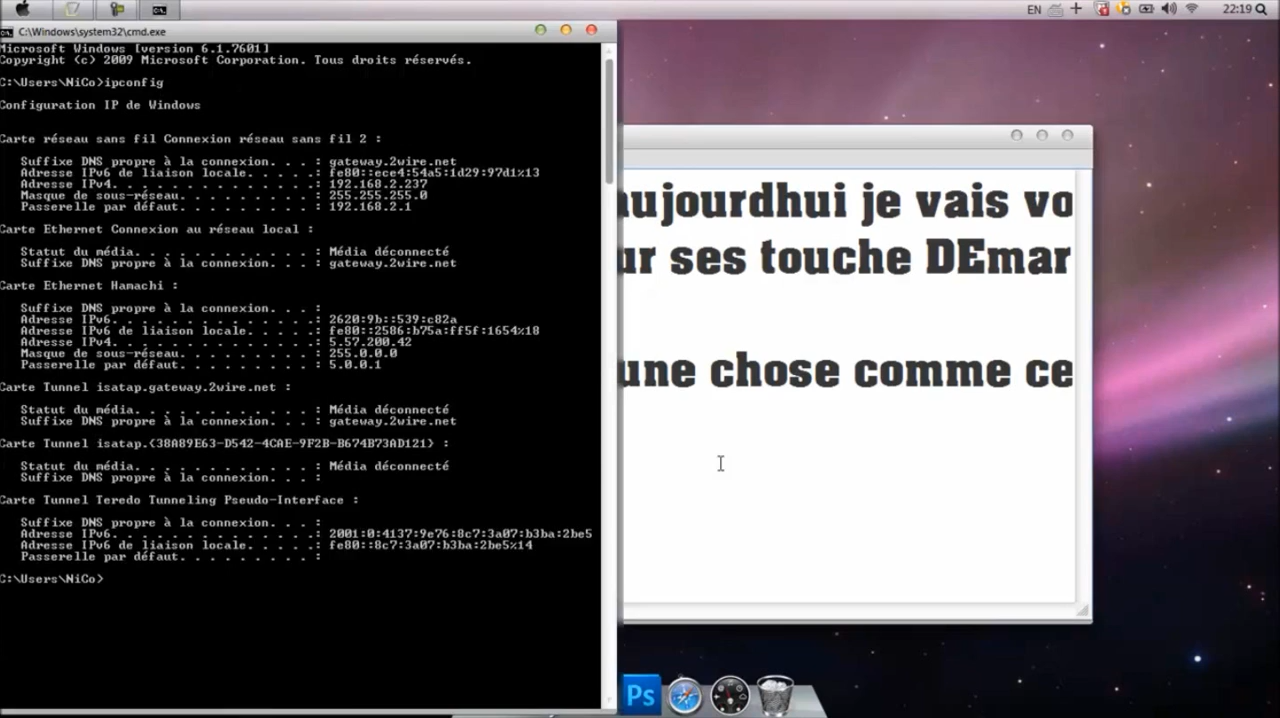 EN
22:19
C:\Windows\system32\cmd.exe
Microsoft Windows [version 6.1.7601]
Copyright (c) 2009 Microsoft Corporation. Tous droits réservés.
C:\Users\NiCo>ipconfig
Configuration IP de Windows
Carte réseau sans fil Connexion réseau sans fil 2 :
Suffixe DNS propre à la connexion. . . : gateway.2wire.net
Adresse IPv6 de liaison locale. . . . .: fe80::ece4:54a5:1d29:97d1%13
Adresse IPv4. . . . . . . . . . . . . .: 192.168.2.237
Masque de sous-réseau. . . . . . . . . : 255.255.255.0
Passerelle par défaut. . . . . . . . . : 192.168.2.1
Carte Ethernet Connexion au réseau local :
Statut du média. . . . . . . . . . . . : Média déconnecté
Suffixe DNS propre à la connexion. . . : gateway.2wire.net
Carte Ethernet Hamachi :
Suffixe DNS propre à la connexion. . . :
Adresse IPv6. . . . . . . . . . . . . .: 2620:9b::539:c82a
Adresse IPv6 de liaison locale. . . . .: fe80::2586:b75a:ff5f:1654%18
Adresse IPv4. . . . . . . . . . . . . .: 5.57.200.42
Masque de sous-réseau. . . . . . . . . : 255.0.0.0
Passerelle par défaut. . . . . . . . . : 5.0.0.1
Carte Tunnel isatap.gateway.2wire.net :
Statut du média. . . . . . . . . . . . : Média déconnecté
Suffixe DNS propre à la connexion. . . : gateway.2wire.net
Carte Tunnel isatap.{38A89E63-D542-4CAE-9F2B-B674B73AD121} :
Statut du média. . . . . . . . . . . . : Média déconnecté
Suffixe DNS propre à la connexion. . . :
Carte Tunnel Teredo Tunneling Pseudo-Interface :
Suffixe DNS propre à la connexion. . . :
Adresse IPv6. . . . . . . . . . . . . .: 2001:0:4137:9e76:8c7:3a07:b3ba:2be5
Adresse IPv6 de liaison locale. . . . .: fe80::8c7:3a07:b3ba:2be5%14
Passerelle par défaut. . . . . . . . . :
C:\Users\NiCo>
aujourdhui je vais vo
ur ses touche DEmar
une chose comme ce
Ps